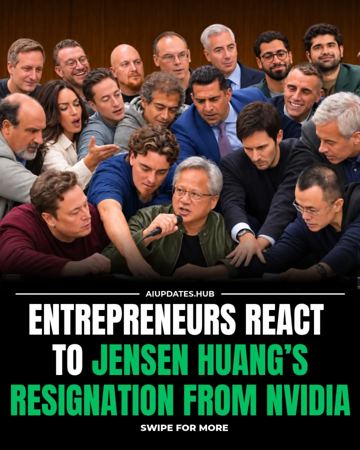 AIUPDATES.HUB
ENTREPRENEURS REACT
TO JENSEN HUANG'S
RESIGNATION FROM NVIDIA
SWIPE FOR MORE